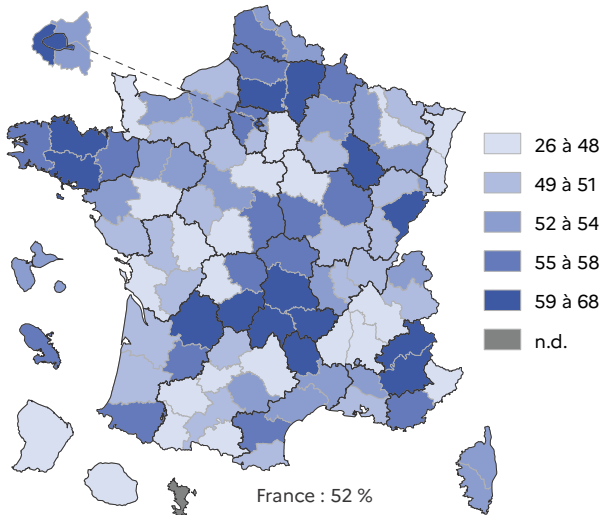 26 à 48
49 à 51
52 à 54
55 à 58
59 à 68
n.d.
France : 52 %